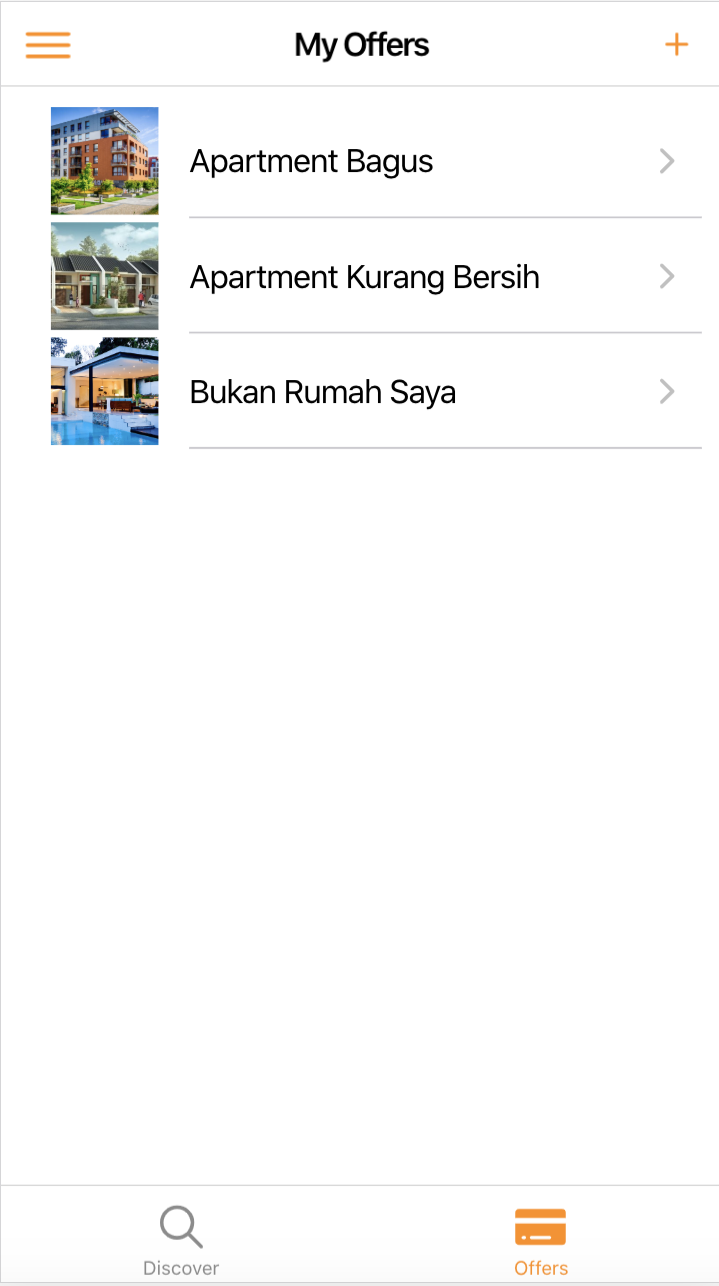 My Offers
Apartment Bagus
Apartment Kurang Bersih
Bukan Rumah Saya
Discover
Offers